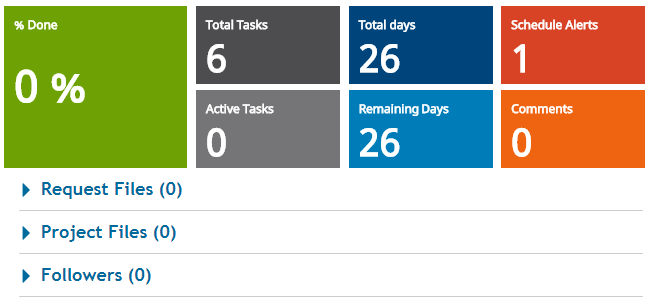 % Done
0 %
Total Tasks
6
Active Tasks
0
Total days
26
Remaining Days
26
Schedule Alerts
1
Comments
0
Request Files (0)
Project Files (0)
Followers (0)